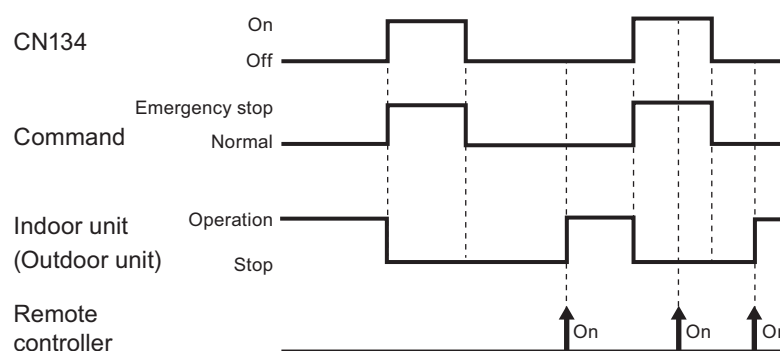 CN134
On
Off
Command
Emergency stop
Normal
Indoor unit
(Outdoor unit)
Operation
Stop
Remote
controller
On
On